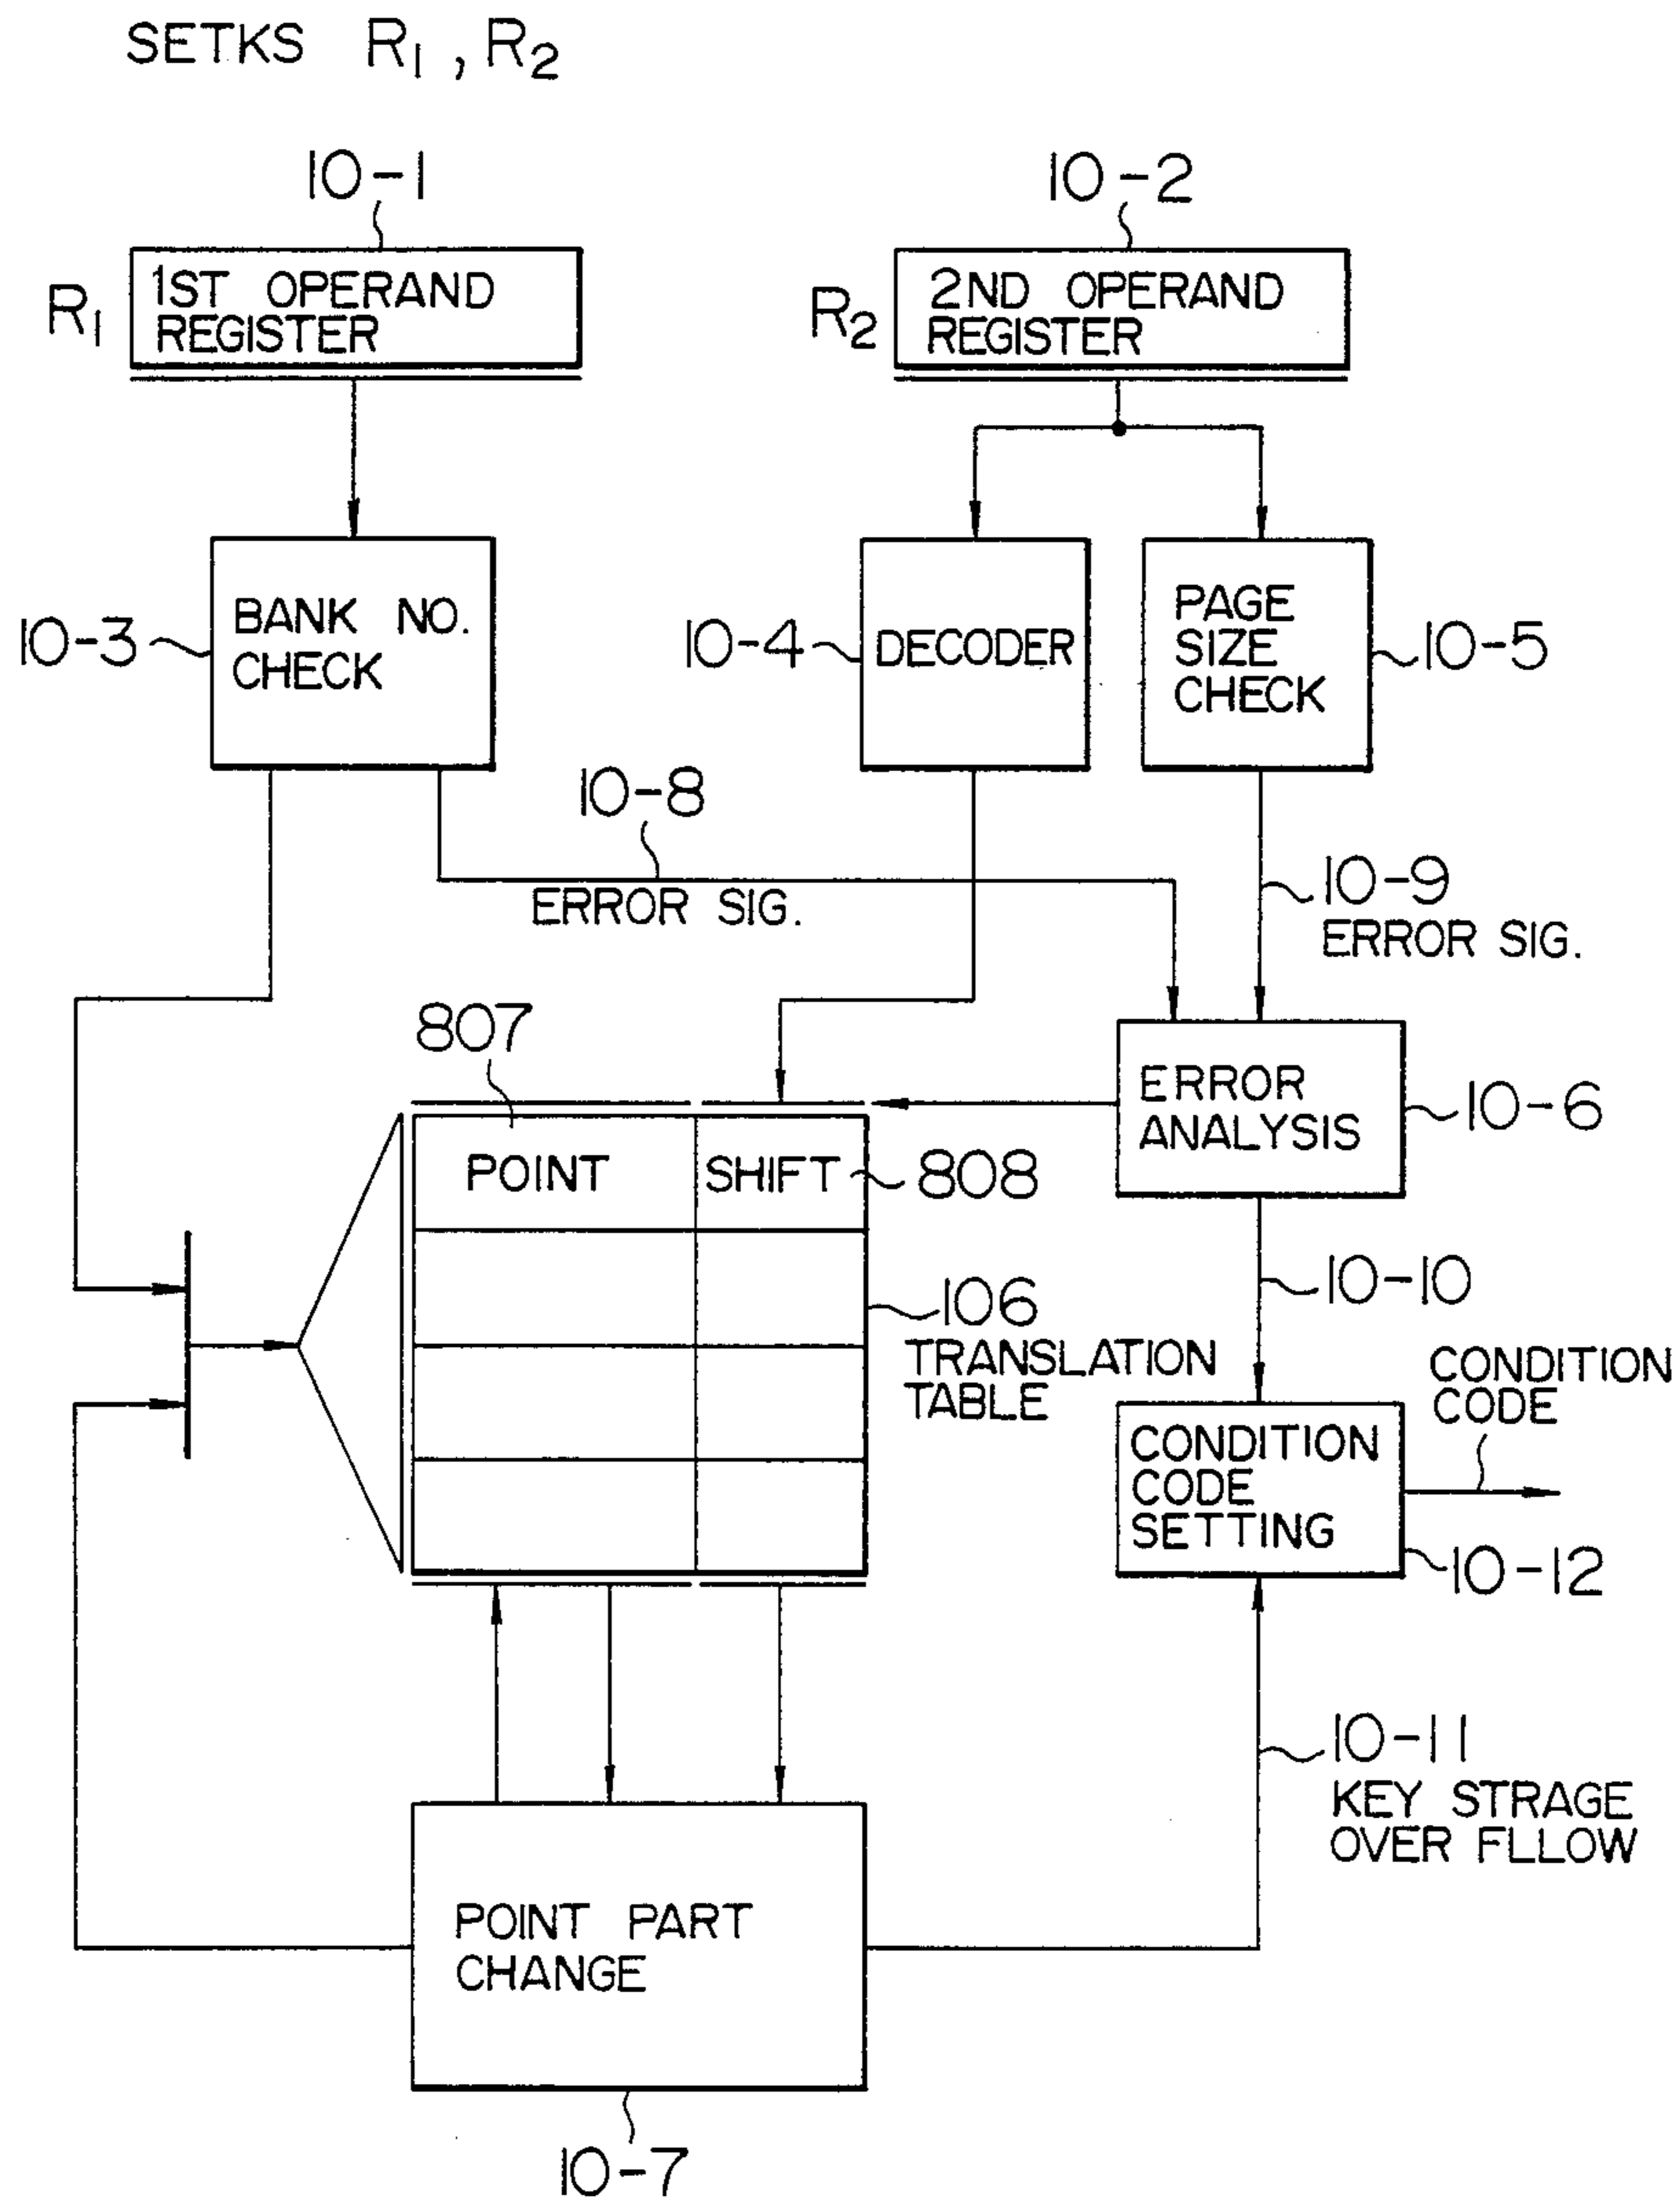 SETKS R1, R2
10-1
10-2
R1
1ST OPERAND
REGISTER
R2
2ND OPERAND
REGISTER
10-3
BANK NO.
CHECK
10-4
DECODER
PAGE
SIZE
CHECK
10-5
10-8
ERROR SIG.
10-9
ERROR SIG.
807
POINT
SHIFT
808
ERROR
ANALYSIS
10-6
106
TRANSLATION
TABLE
10-10
CONDITION
CODE
CONDITION
CODE
SETTING
10-12
10-11
KEY STRAGE
OVER FLLOW
POINT PART
CHANGE
10-7